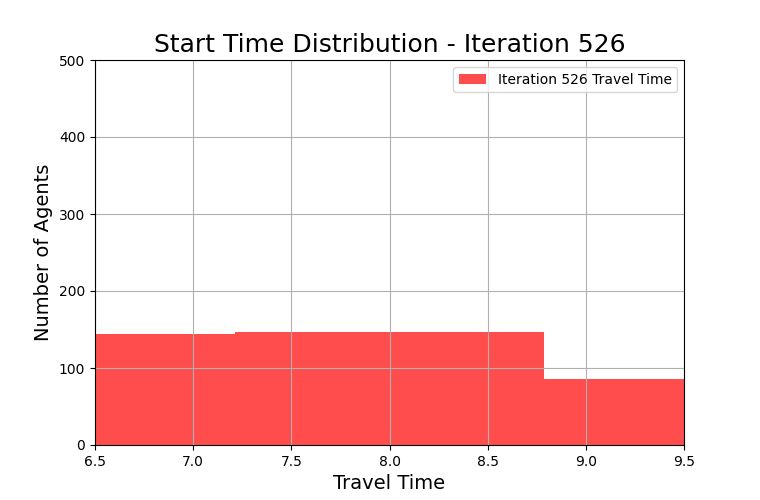 Start Time Distribution - Iteration 526
Iteration 526 Travel Time
Number of Agents
500
400
300
200
100
0
6.5 7.0 7.5 8.0 8.5 9.0 9.5
Travel Time